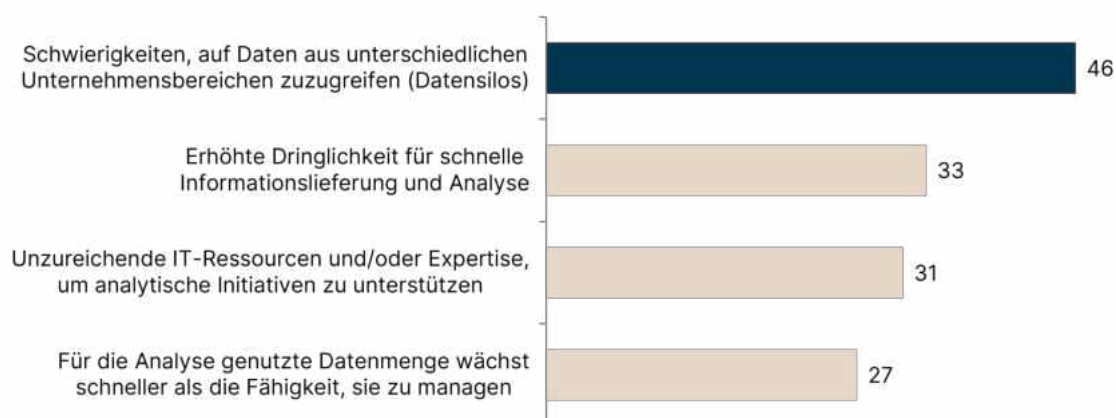 Schwierigkeiten, auf Daten aus unterschiedlichen
Unternehmensbereichen zuzugreifen (Datensilos)
46
Erhöhte Dringlichkeit für schnelle
Informationslieferung und Analyse
33
Unzureichende IT-Ressourcen und/oder Expertise,
um analytische Initiativen zu unterstützen
31
Für die Analyse genutzte Datenmenge wächst
schneller als die Fähigkeit, sie zu managen
27